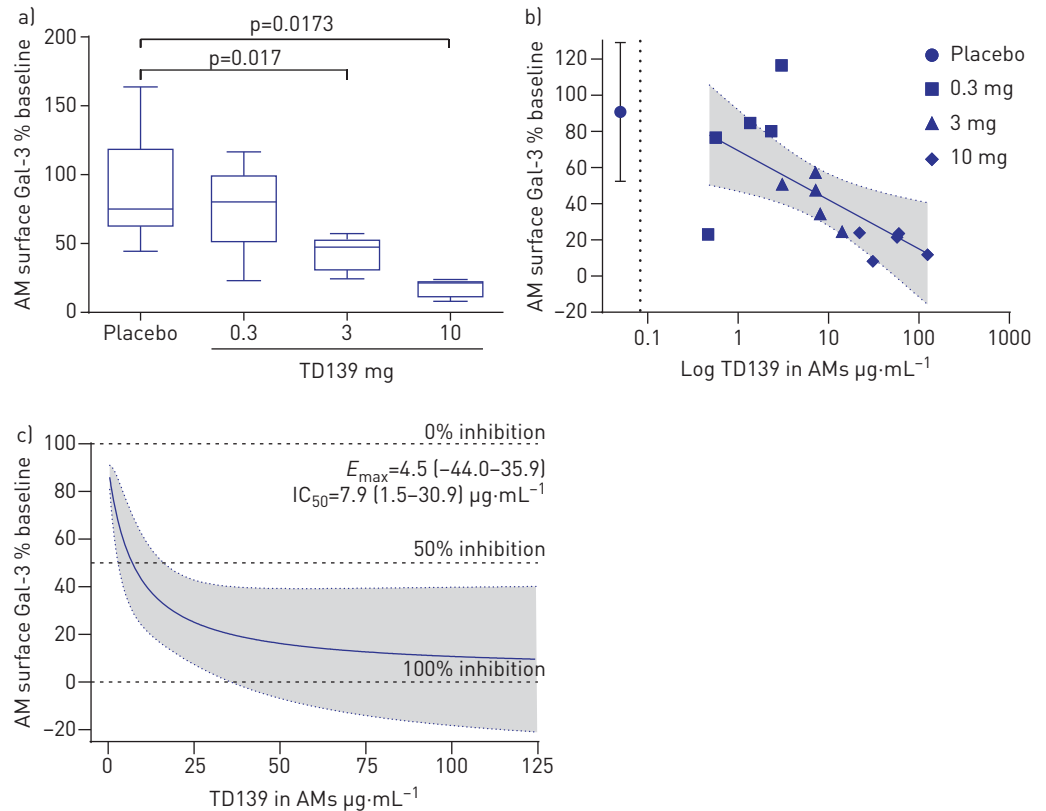 a)
p=0.0173
p=0.017
200
150
100
50
0
AM surface Gal-3 % baseline
Placebo 0.3 3 10
TD139 mg
b)
Placebo
0.3 mg
3 mg
10 mg
120
100
80
60
40
20
0
–20
AM surface Gal-3 % baseline
0.1 1 10 100 1000
Log TD139 in AMs µg·mL⁻¹
c)
100
80
60
40
20
0
–20
AM surface Gal-3 % baseline
0% inhibition
Emax=4.5 (–44.0–35.9)
IC50=7.9 (1.5–30.9) µg·mL⁻¹
50% inhibition
100% inhibition
0 25 50 75 100 125
TD139 in AMs µg·mL⁻¹